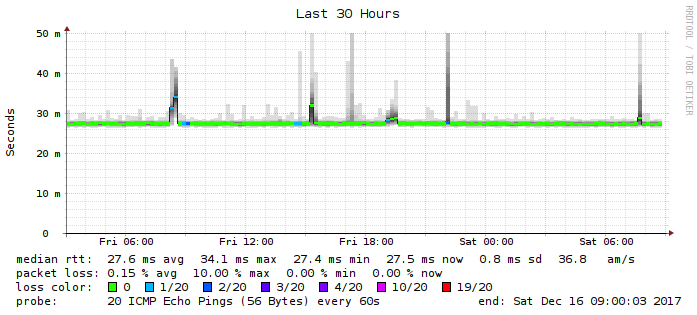 Last 30 Hours
RRDTOOL / TOBI OETIKER
Seconds
50 m
40 m
30 m
20 m
10 m
0
Fri 06:00 Fri 12:00 Fri 18:00 Sat 00:00 Sat 06:00
median rtt: 27.6 ms avg 34.1 ms max 27.4 ms min 27.5 ms now 0.8 ms sd 36.8 am/s
packet loss: 0.15 % avg 10.00 % max 0.00 % min 0.00 % now
loss color: 0 1/20 2/20 3/20 4/20 10/20 19/20
probe: 20 ICMP Echo Pings (56 Bytes) every 60s end: Sat Dec 16 09:00:03 2017